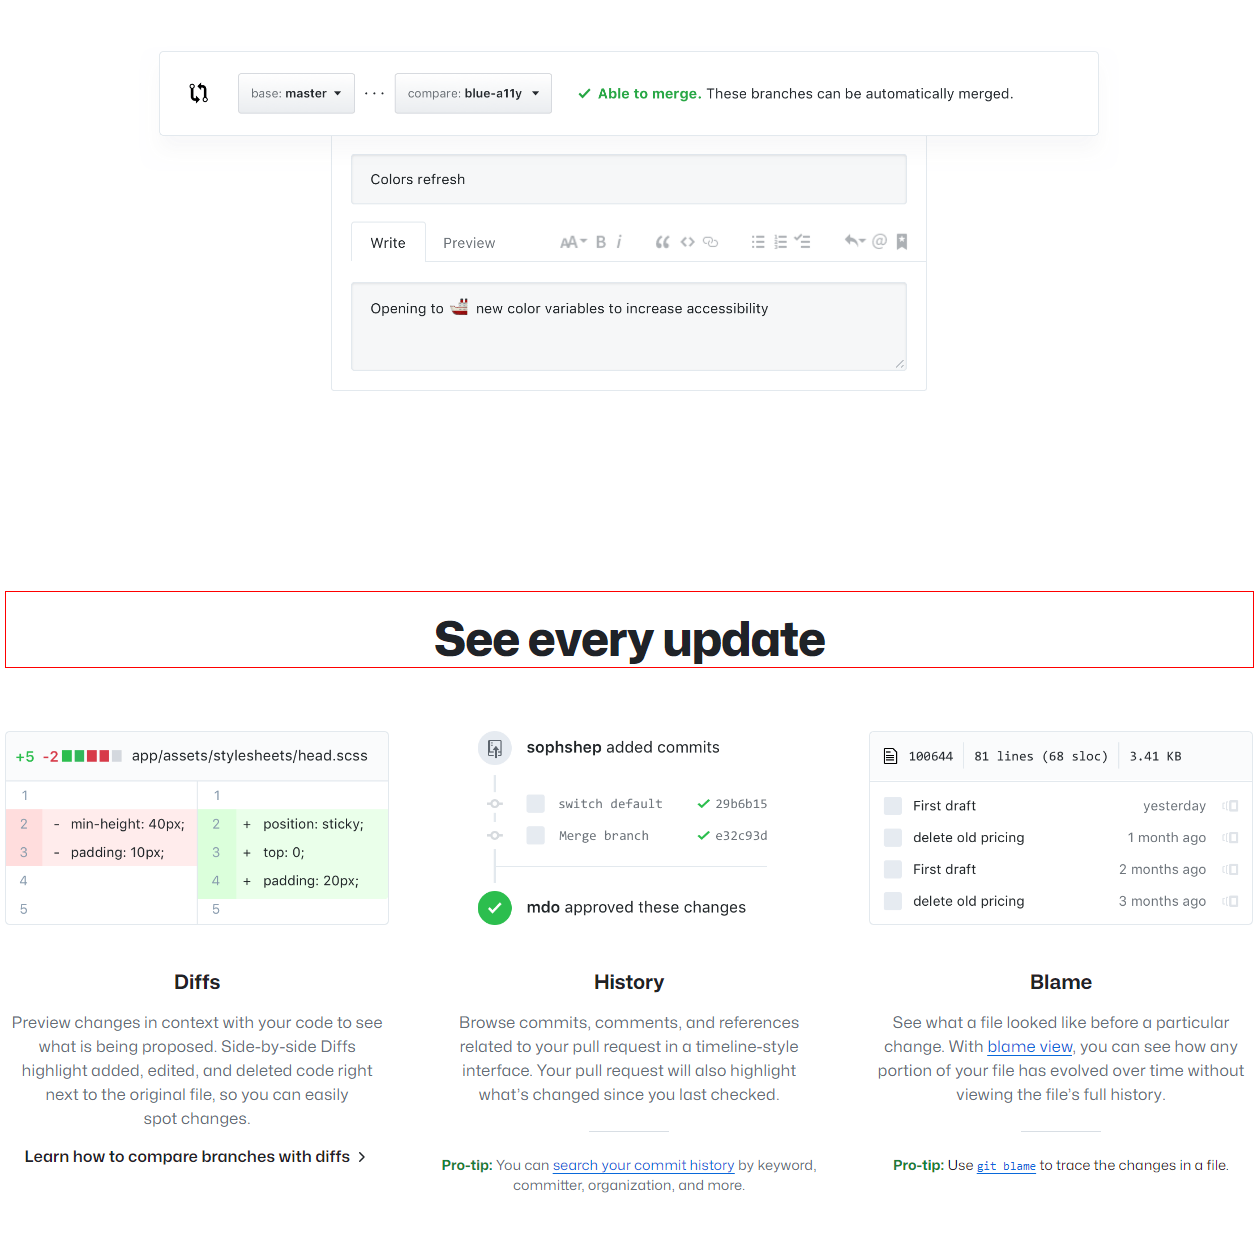 base: master ··· compare: blue-a11y ✓ Able to merge. These branches can be automatically merged.
Colors refresh
Write Preview AA B i “ <> @
Opening to 🚢 new color variables to increase accessibility
See every update
+5 -2 app/assets/stylesheets/head.scss
1 1
2 - min-height: 40px; 2 + position: sticky;
3 - padding: 10px; 3 + top: 0;
4 4 + padding: 20px;
5 5
sophshep added commits
switch default ✓ 29b6b15
Merge branch ✓ e32c93d
mdo approved these changes
100644 81 lines (68 sloc) 3.41 KB
First draft yesterday
delete old pricing 1 month ago
First draft 2 months ago
delete old pricing 3 months ago
Diffs
Preview changes in context with your code to see
what is being proposed. Side-by-side Diffs
highlight added, edited, and deleted code right
next to the original file, so you can easily
spot changes.
Learn how to compare branches with diffs >
History
Browse commits, comments, and references
related to your pull request in a timeline-style
interface. Your pull request will also highlight
what’s changed since you last checked.
Pro-tip: You can search your commit history by keyword,
committer, organization, and more.
Blame
See what a file looked like before a particular
change. With blame view, you can see how any
portion of your file has evolved over time without
viewing the file’s full history.
Pro-tip: Use git blame to trace the changes in a file.